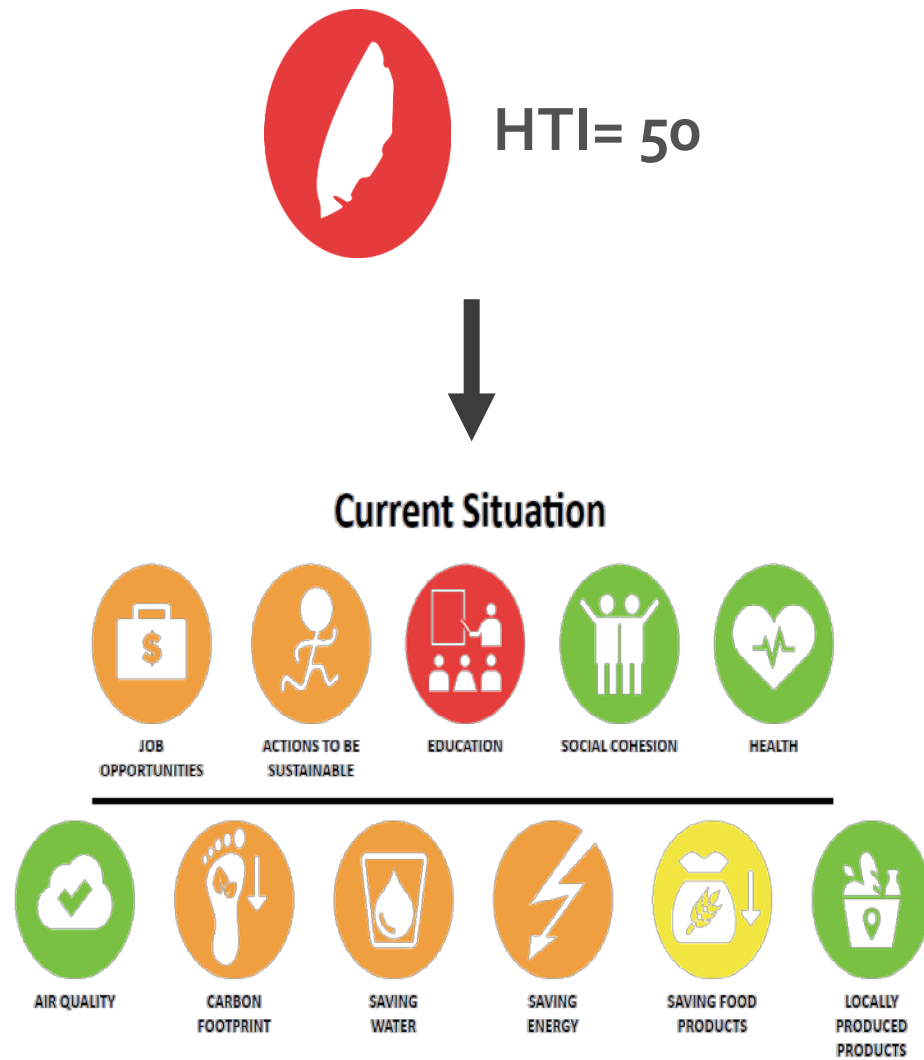 HTI= 50
Current Situation
$
JOB
OPPORTUNITIES
ACTIONS TO BE
SUSTAINABLE
EDUCATION
SOCIAL COHESION
HEALTH
AIR QUALITY
CARBON
FOOTPRINT
SAVING
WATER
SAVING
ENERGY
SAVING FOOD
PRODUCTS
LOCALLY
PRODUCED
PRODUCTS